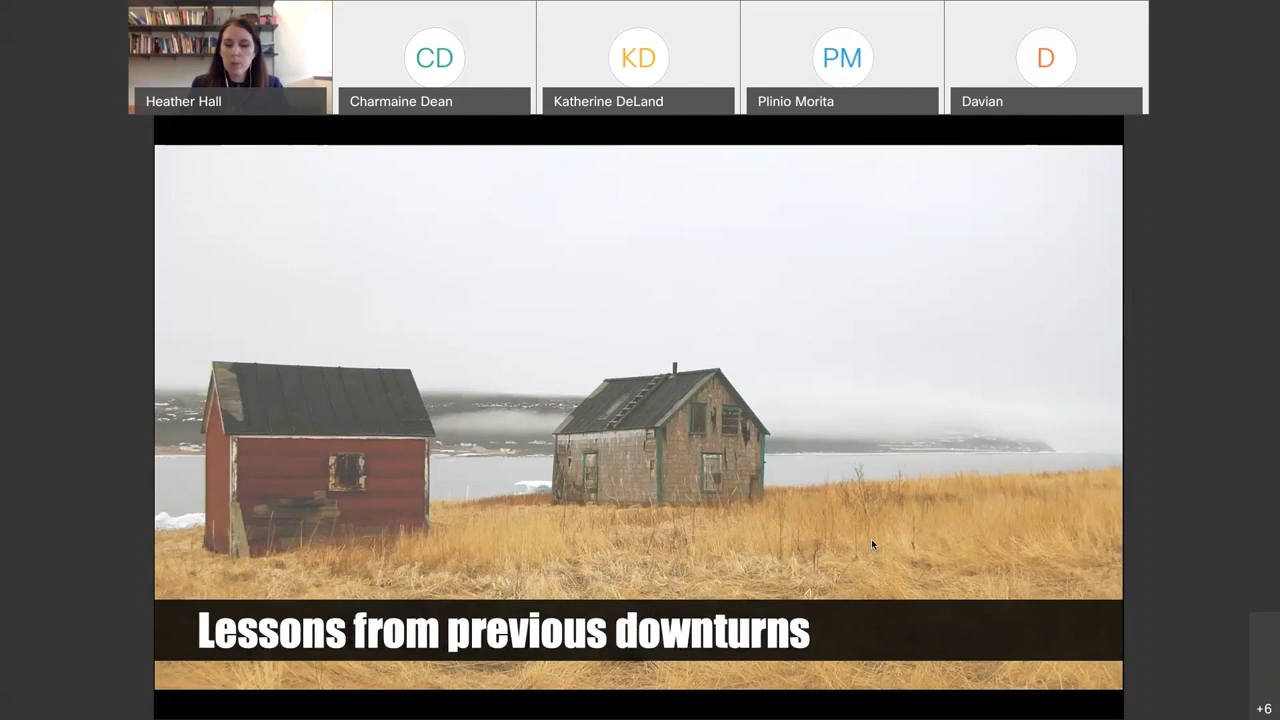 CD
KD
PM
D
Heather Hall
Charmaine Dean
Katherine DeLand
Plinio Morita
Davian
Lessons from previous downturns
+6